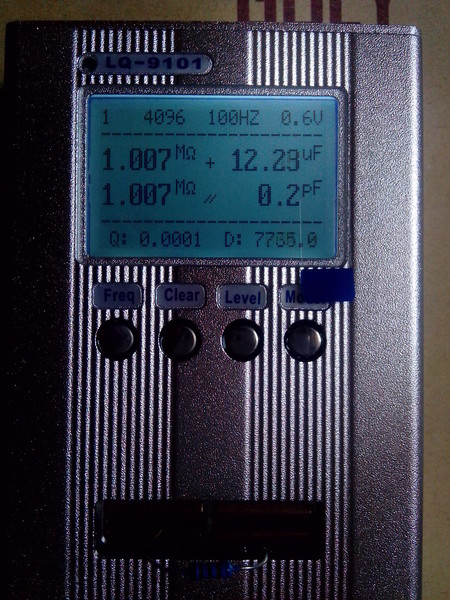 LQ-9101
1 4096 100HZ 0.6V
1.007MΩ + 12.29uF
1.007MΩ // 0.2pF
Q: 0.0001 D: 7785.0
Freq Clear Level